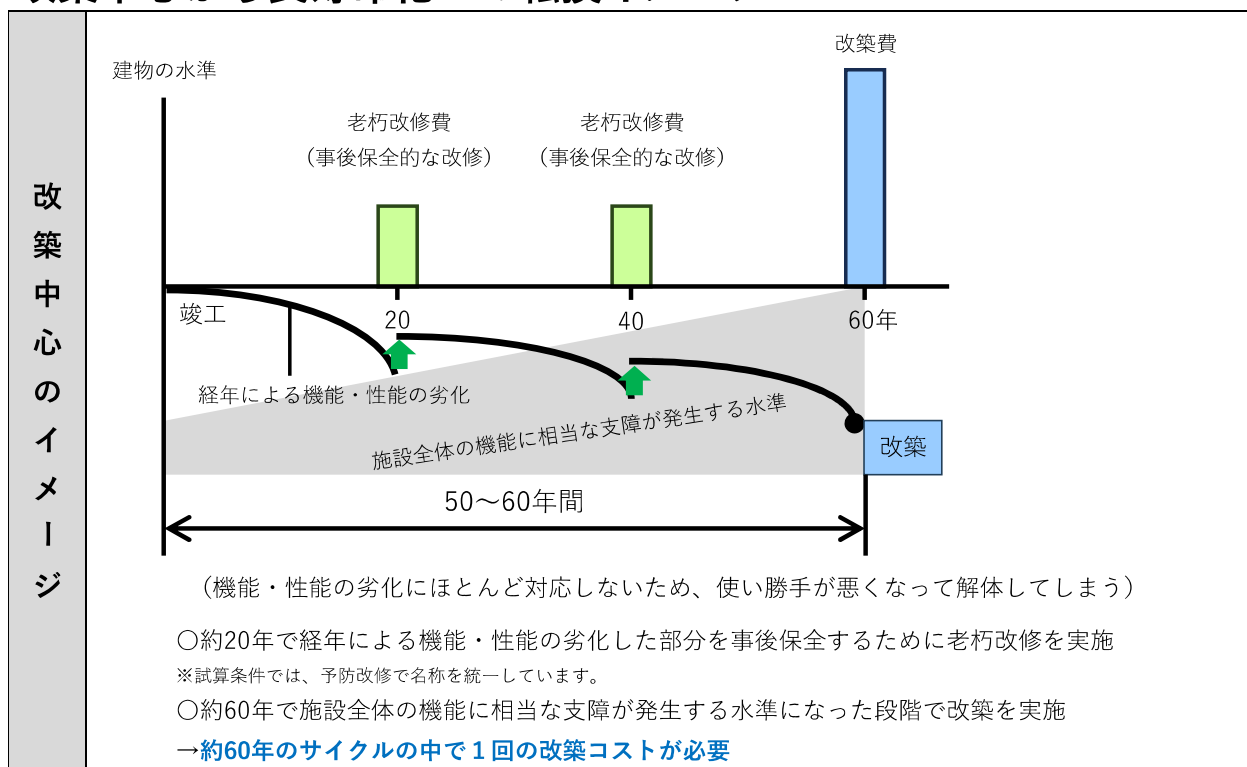 改築中心のイメージ
建物の水準
改築費
老朽改修費
（事後保全的な改修）
老朽改修費
（事後保全的な改修）
竣工
20
40
60年
経年による機能・性能の劣化
施設全体の機能に相当な支障が発生する水準
改築
50～60年間
（機能・性能の劣化にほとんど対応しないため、使い勝手が悪くなって解体してしまう）
〇約20年で経年による機能・性能の劣化した部分を事後保全するために老朽改修を実施
※試算条件では、予防改修で名称を統一しています。
〇約60年で施設全体の機能に相当な支障が発生する水準になった段階で改築を実施
→約60年のサイクルの中で１回の改築コストが必要